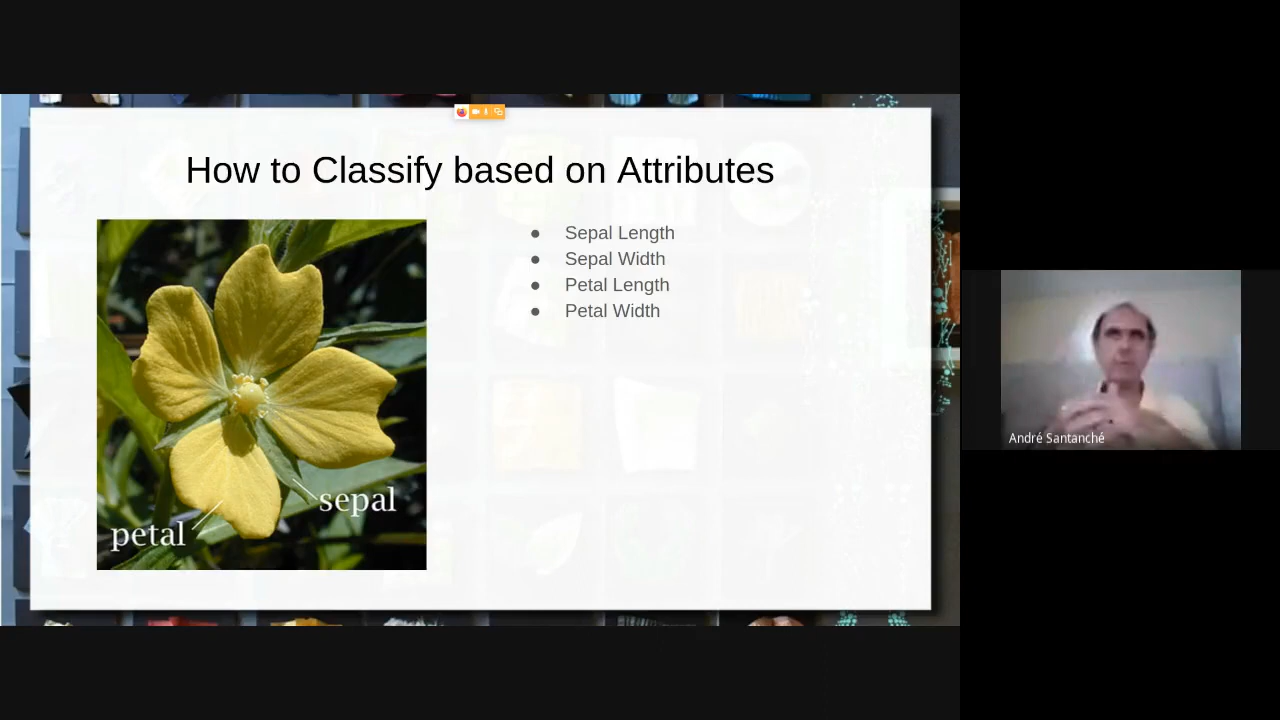 How to Classify based on Attributes
● Sepal Length
● Sepal Width
● Petal Length
● Petal Width
sepal
petal
André Santanché